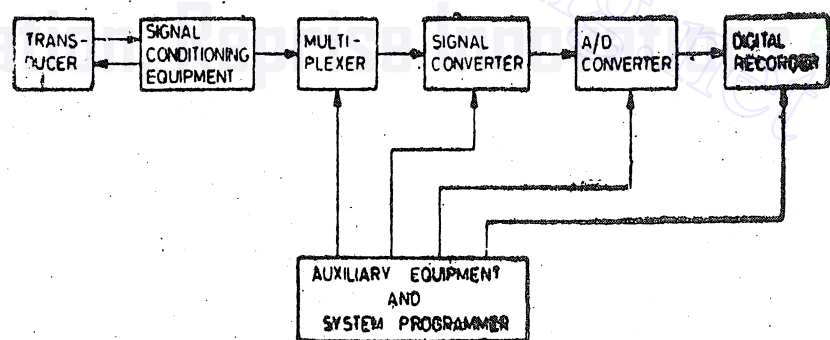 TRANS-
DUCER
SIGNAL
CONDITIONING
EQUIPMENT
MULTI-
PLEXER
SIGNAL
CONVERTER
A/D
CONVERTER
DIGITAL
RECORDER
AUXILIARY EQUIPMENT
AND
SYSTEM PROGRAMMER